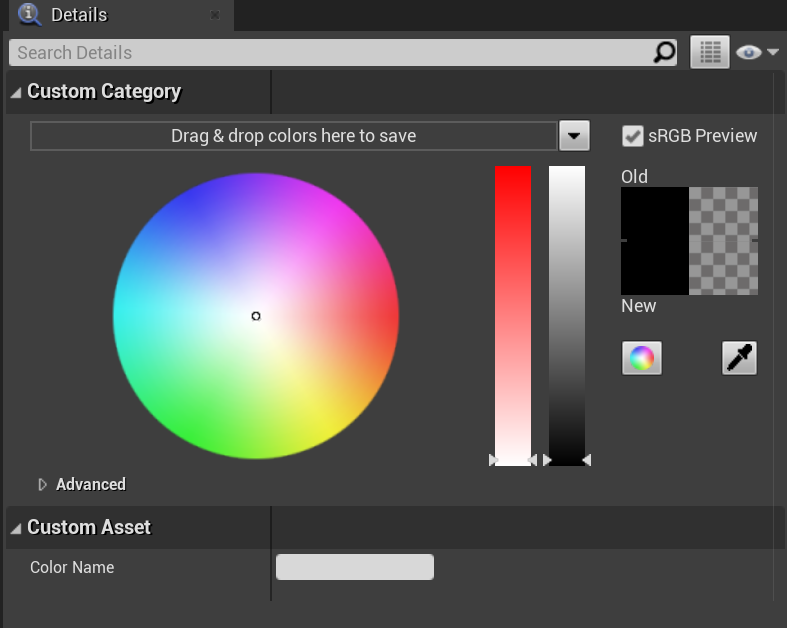 Details
Search Details
Custom Category
Drag & drop colors here to save
sRGB Preview
Old
New
Advanced
Custom Asset
Color Name